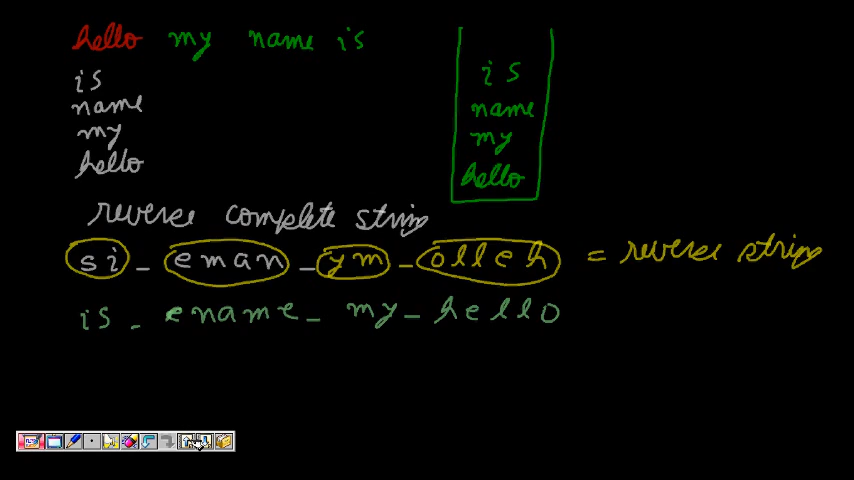 hello my name is
is
name
my
hello
is
name
my
hello
reverse complete string
si - eman - ym - olleh = reverse string
is - ename - my - hello